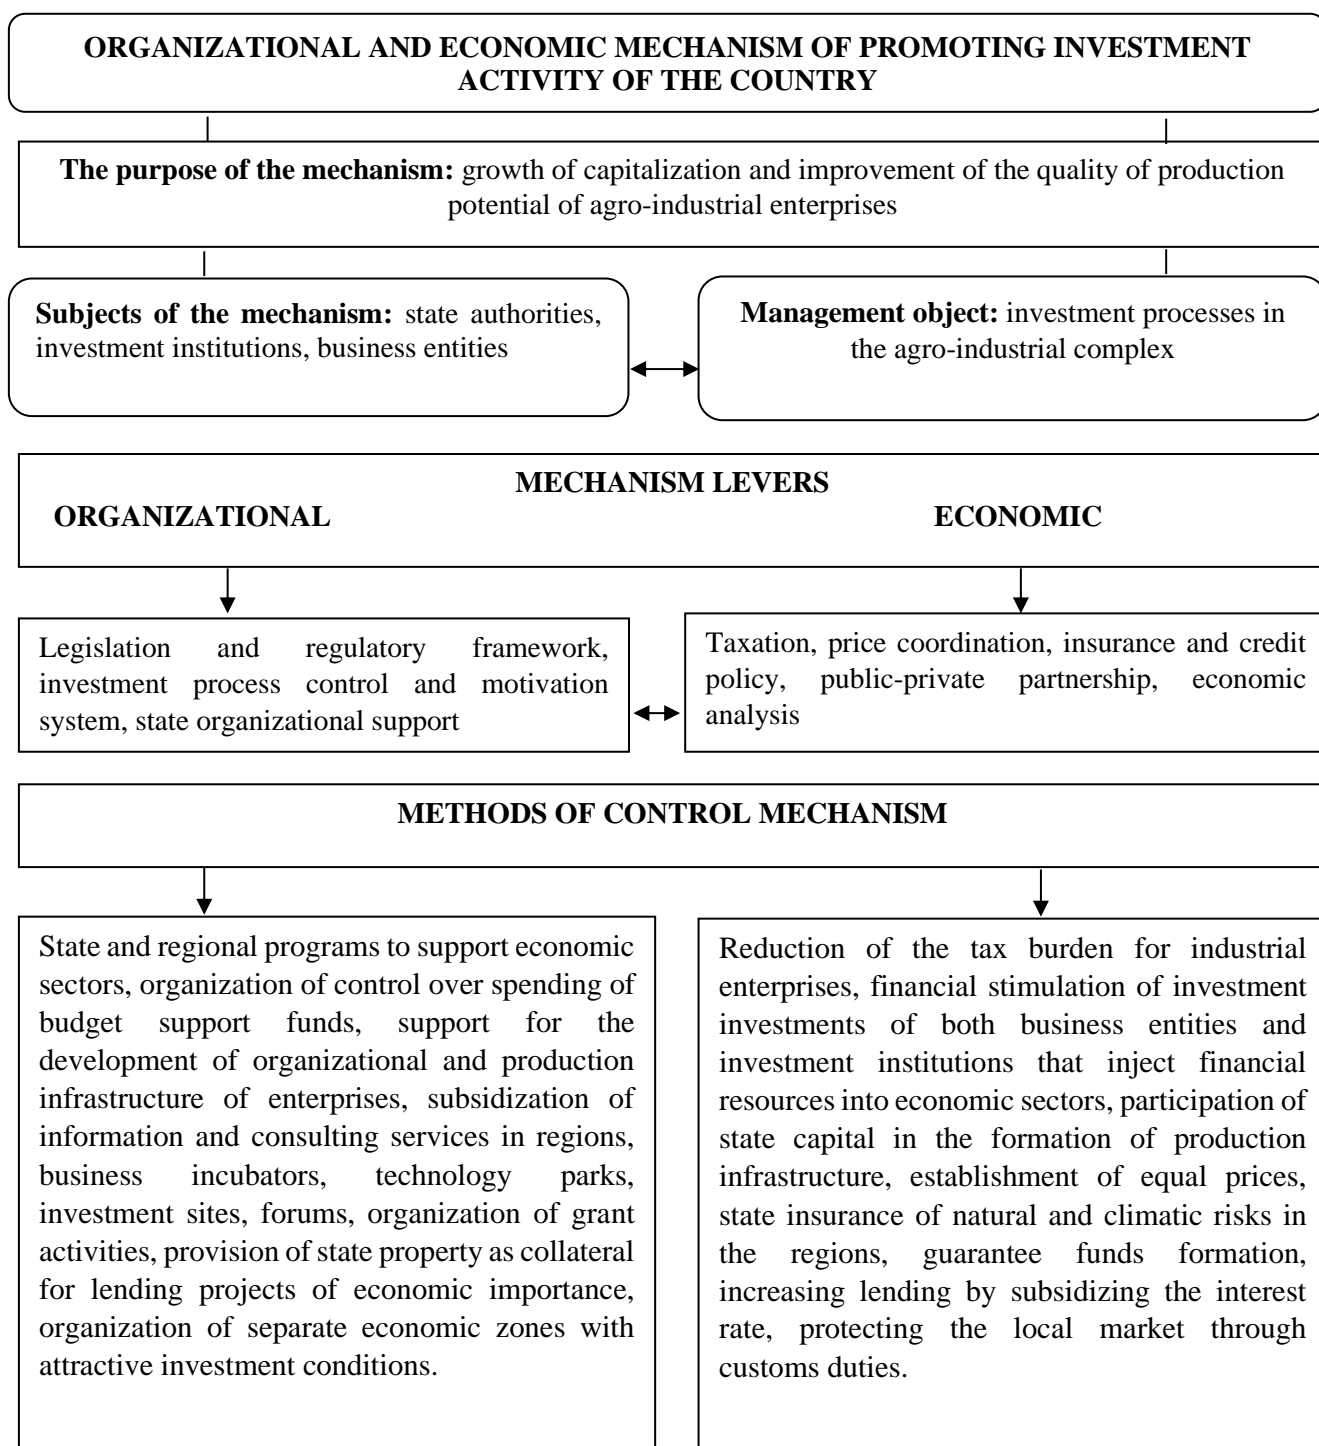 ORGANIZATIONAL AND ECONOMIC MECHANISM OF PROMOTING INVESTMENT
ACTIVITY OF THE COUNTRY
The purpose of the mechanism: growth of capitalization and improvement of the quality of production
potential of agro-industrial enterprises
Subjects of the mechanism: state authorities,
investment institutions, business entities
Management object: investment processes in
the agro-industrial complex
MECHANISM LEVERS
ORGANIZATIONAL ECONOMIC
Legislation and regulatory framework,
investment process control and motivation
system, state organizational support
Taxation, price coordination, insurance and credit
policy, public-private partnership, economic
analysis
METHODS OF CONTROL MECHANISM
State and regional programs to support economic
sectors, organization of control over spending of
budget support funds, support for the
development of organizational and production
infrastructure of enterprises, subsidization of
information and consulting services in regions,
business incubators, technology parks,
investment sites, forums, organization of grant
activities, provision of state property as collateral
for lending projects of economic importance,
organization of separate economic zones with
attractive investment conditions.
Reduction of the tax burden for industrial
enterprises, financial stimulation of investment
investments of both business entities and
investment institutions that inject financial
resources into economic sectors, participation of
state capital in the formation of production
infrastructure, establishment of equal prices,
state insurance of natural and climatic risks in
the regions, guarantee funds formation,
increasing lending by subsidizing the interest
rate, protecting the local market through
customs duties.